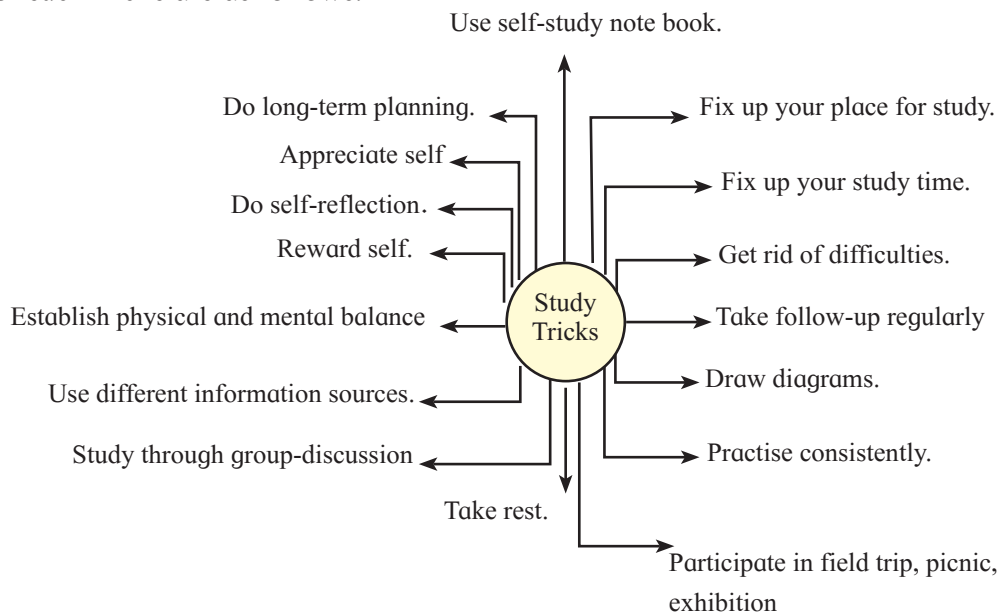 Use self-study note book.
Do long-term planning.
Fix up your place for study.
Appreciate self
Fix up your study time.
Do self-reflection.
Reward self.
Get rid of difficulties.
Study
Tricks
Establish physical and mental balance
Take follow-up regularly
Use different information sources.
Draw diagrams.
Study through group-discussion
Practise consistently.
Take rest.
Participate in field trip, picnic,
exhibition